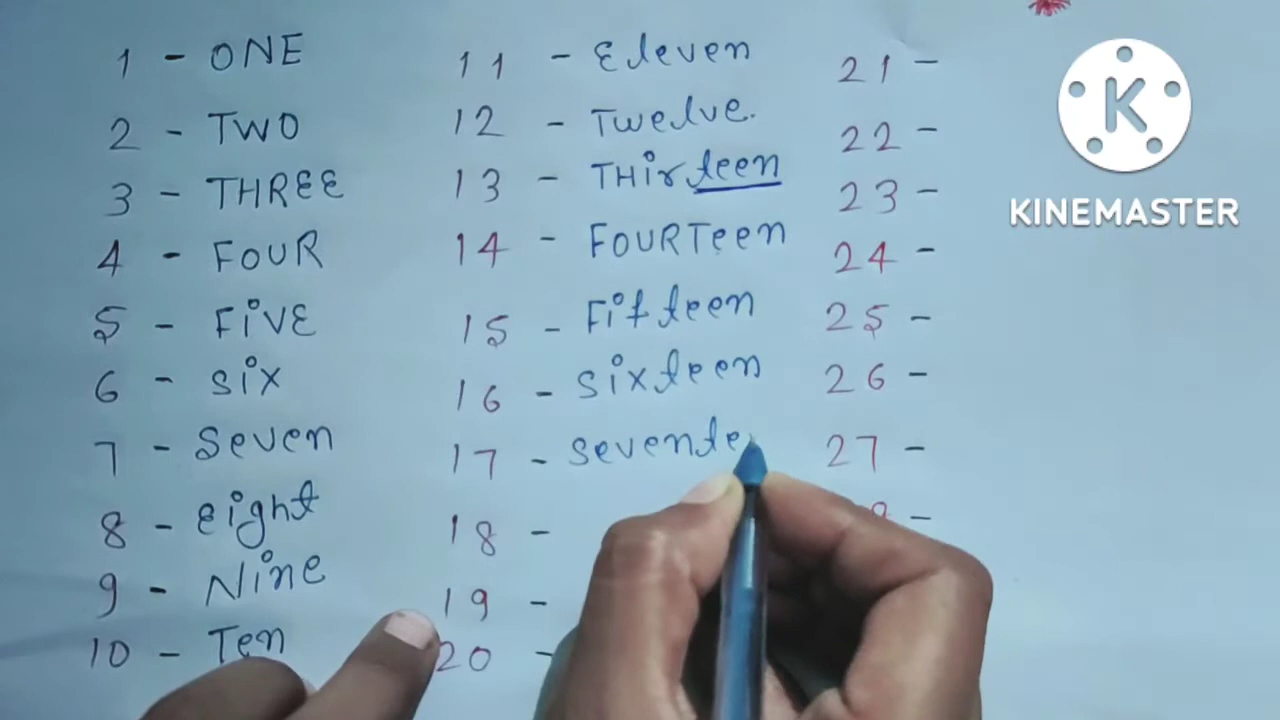 1 - ONE
2 - TWO
3 - THREE
4 - FOUR
5 - FiVE
6 - Six
7 - Seven
8 - eight
9 - Nine
10 - Ten
11 - Eleven
12 - Twelve.
13 - THirteen
14 - FOURTeen
15 - Fifteen
16 - sixteen
17 - sevente
18 -
19 -
20 -
21 -
22 -
23 -
24 -
25 -
26 -
27 -
8 -
K
KINEMASTER